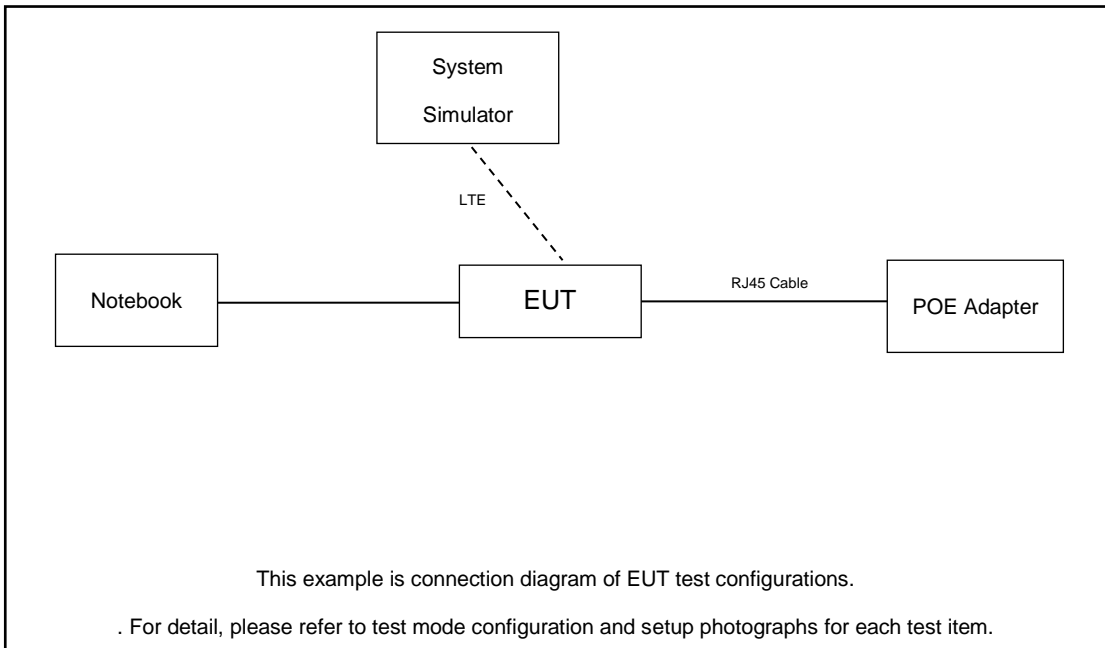 System
Simulator
LTE
Notebook
EUT
RJ45 Cable
POE Adapter
This example is connection diagram of EUT test configurations.
. For detail, please refer to test mode configuration and setup photographs for each test item.